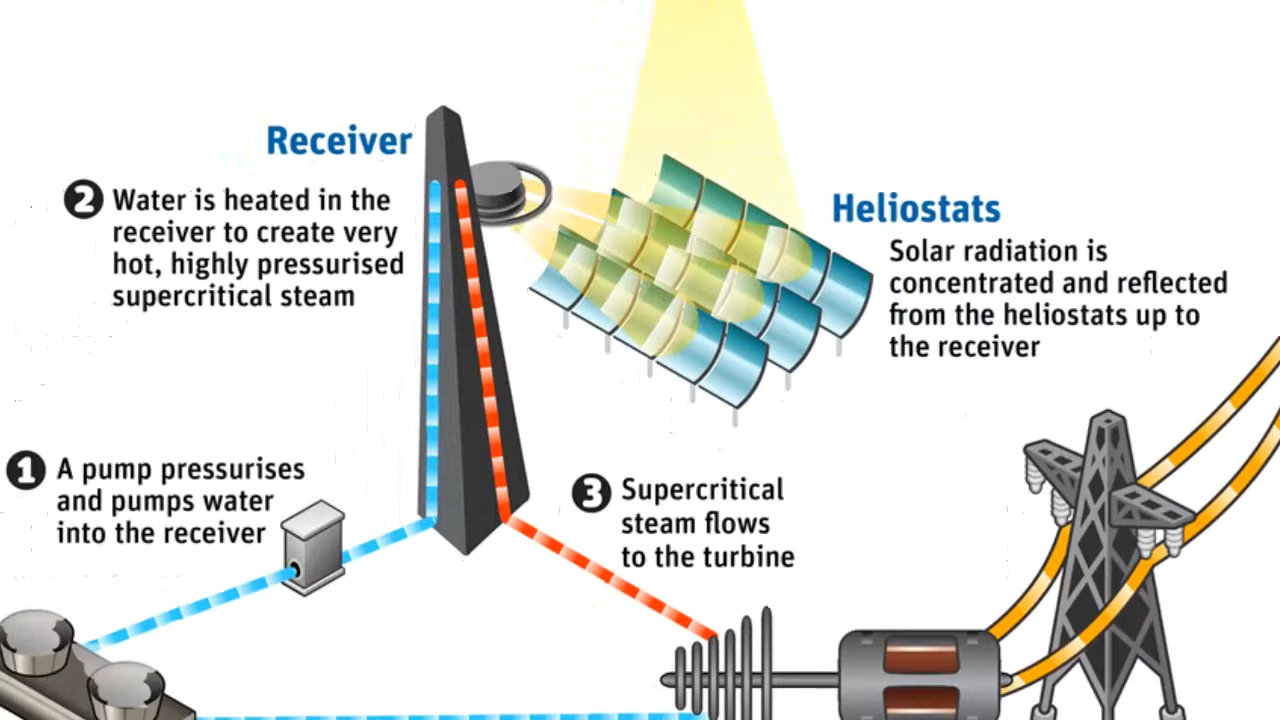 Receiver
2 Water is heated in the
receiver to create very
hot, highly pressurised
supercritical steam
Heliostats
Solar radiation is
concentrated and reflected
from the heliostats up to
the receiver
1 A pump pressurises
and pumps water
into the receiver
3 Supercritical
steam flows
to the turbine